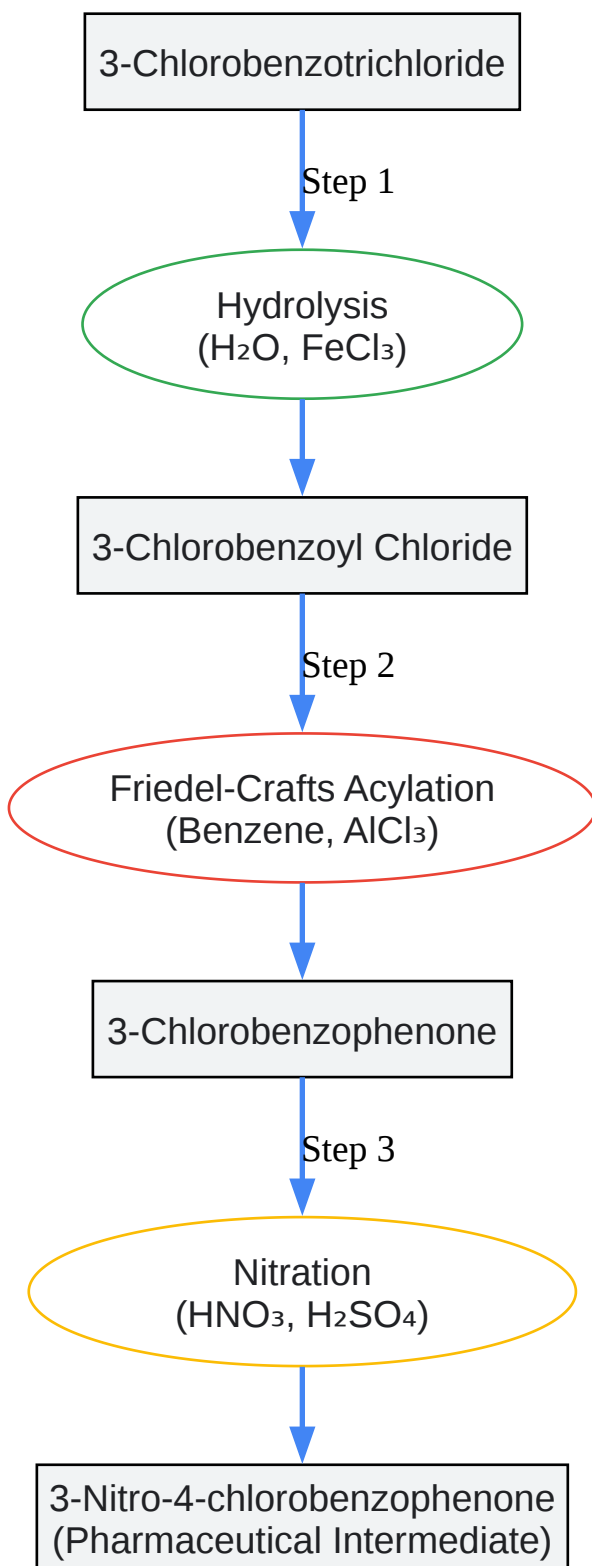 3-Chlorobenzotrichloride
Step 1
Hydrolysis
(H₂O, FeCl₃)
3-Chlorobenzoyl Chloride
Step 2
Friedel-Crafts Acylation
(Benzene, AlCl₃)
3-Chlorobenzophenone
Step 3
Nitration
(HNO₃, H₂SO₄)
3-Nitro-4-chlorobenzophenone
(Pharmaceutical Intermediate)